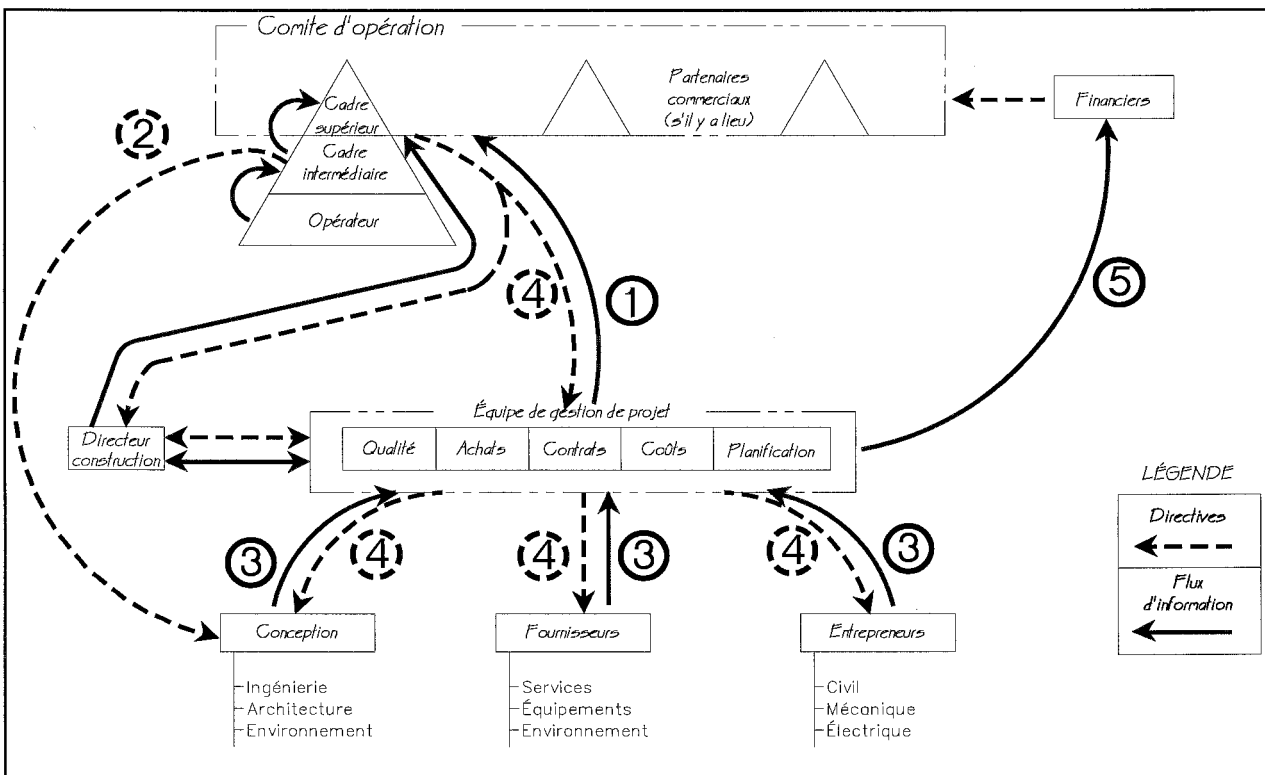 Comite d'opération
Cadre
supérieur
Cadre
intermédiaire
Opérateur
Partenaires
commerciaux
(s'il y a lieu)
Financiers
2
4
1
5
Équipe de gestion de projet
Qualité
Achats
Contrats
Coûts
Planification
Directeur
construction
3
4
4
3
4
3
Conception
Fournisseurs
Entrepreneurs
Ingénierie
Architecture
Environnement
Services
Équipements
Environnement
Civil
Mécanique
Électrique
LÉGENDE
Directives
Flux
d'information